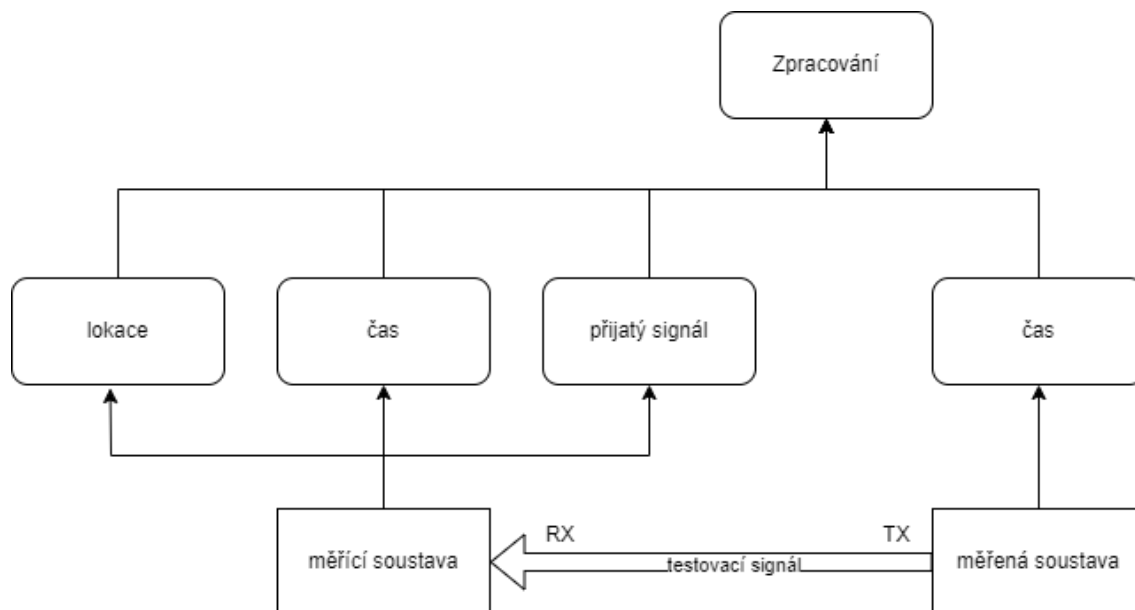 Zpracování
lokace
čas
přijatý signál
čas
RX
TX
měřící soustava
testovací signál
měřená soustava